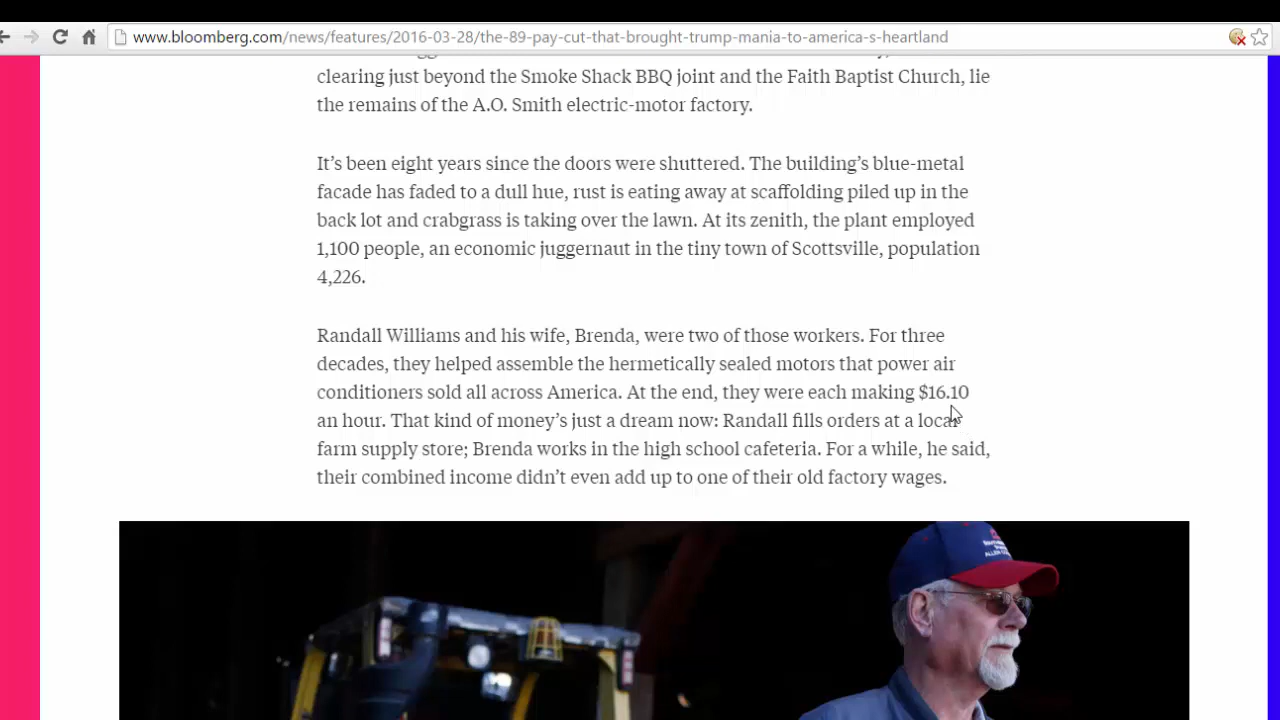 www.bloomberg.com/news/features/2016-03-28/the-89-pay-cut-that-brought-trump-mania-to-america-s-heartland
clearing just beyond the Smoke Shack BBQ joint and the Faith Baptist Church, lie
the remains of the A.O. Smith electric-motor factory.
It’s been eight years since the doors were shuttered. The building’s blue-metal
facade has faded to a dull hue, rust is eating away at scaffolding piled up in the
back lot and crabgrass is taking over the lawn. At its zenith, the plant employed
1,100 people, an economic juggernaut in the tiny town of Scottsville, population
4,226.
Randall Williams and his wife, Brenda, were two of those workers. For three
decades, they helped assemble the hermetically sealed motors that power air
conditioners sold all across America. At the end, they were each making $16.10
an hour. That kind of money’s just a dream now: Randall fills orders at a local
farm supply store; Brenda works in the high school cafeteria. For a while, he said,
their combined income didn’t even add up to one of their old factory wages.